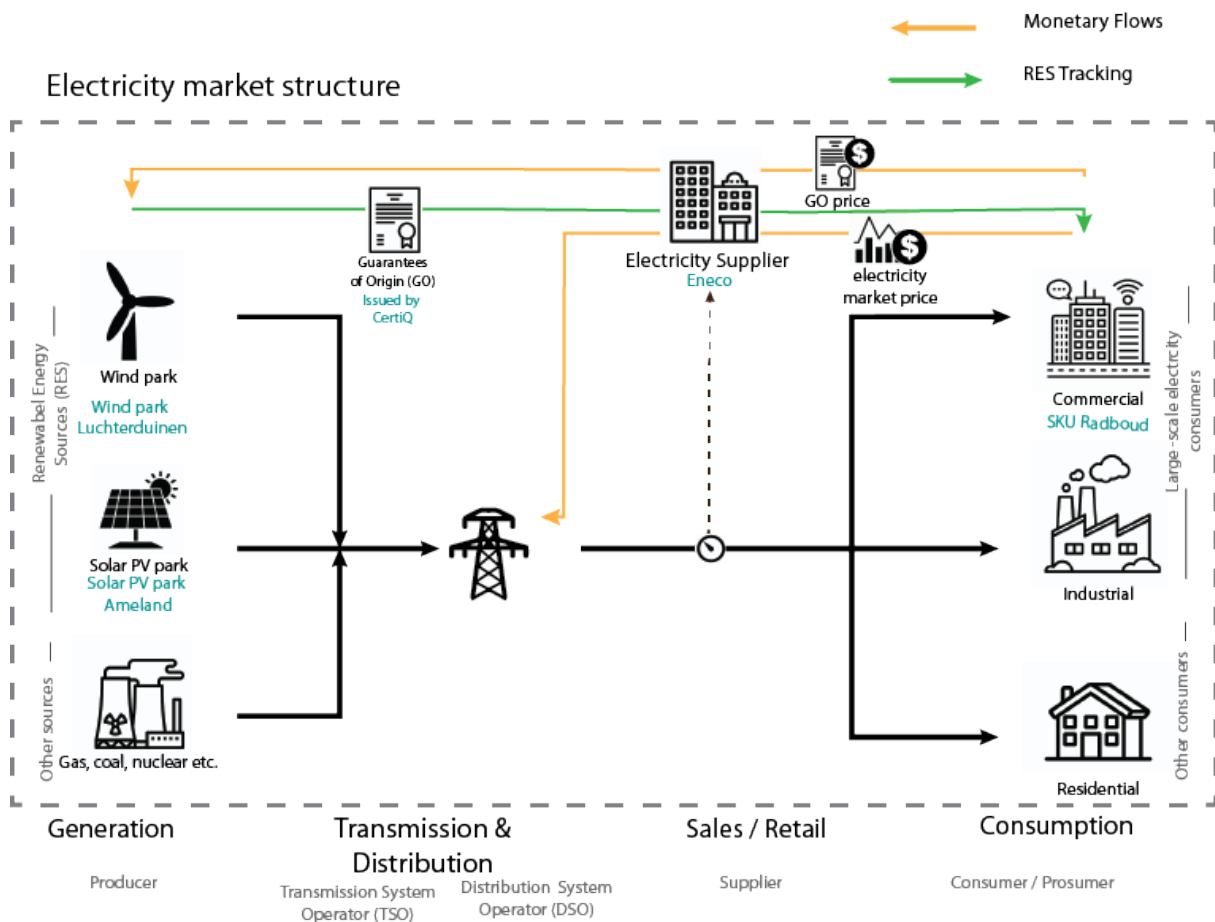 Monetary Flows
RES Tracking
Electricity market structure
GO price
Guarantees
of Origin (GO)
Issued by
CertiQ
Electricity Supplier
Eneco
electricity
market price
Renewabel Energy
Sources (RES)
Wind park
Wind park
Luchterduinen
Commercial
SKU Radboud
Large -scale electrcity
consumers
Solar PV park
Solar PV park
Ameland
Industrial
Other sources
Gas, coal, nuclear etc.
Residential
Other consumers
Generation
Transmission &
Distribution
Sales / Retail
Consumption
Producer
Transmission System
Operator (TSO)
Distribution System
Operator (DSO)
Supplier
Consumer / Prosumer